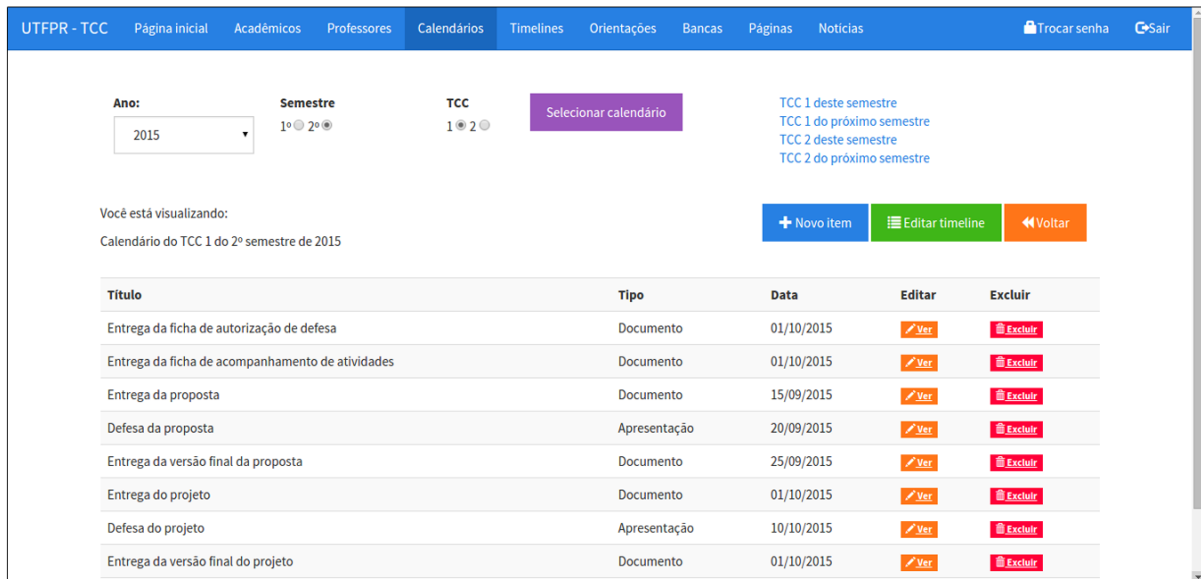 UTFPR - TCC Página inicial Acadêmicos Professores Calendários Timelines Orientações Bancas Páginas Notícias Trocar senha Sair
Ano: Semestre TCC Selecionar calendário
2015 1º 2º 1 2
TCC 1 deste semestre
TCC 1 do próximo semestre
TCC 2 deste semestre
TCC 2 do próximo semestre
Você está visualizando:
Calendário do TCC 1 do 2º semestre de 2015
Novo item Editar timeline Voltar
Título Tipo Data Editar Excluir
Entrega da ficha de autorização de defesa Documento 01/10/2015 Ver Excluir
Entrega da ficha de acompanhamento de atividades Documento 01/10/2015 Ver Excluir
Entrega da proposta Documento 15/09/2015 Ver Excluir
Defesa da proposta Apresentação 20/09/2015 Ver Excluir
Entrega da versão final da proposta Documento 25/09/2015 Ver Excluir
Entrega do projeto Documento 01/10/2015 Ver Excluir
Defesa do projeto Apresentação 10/10/2015 Ver Excluir
Entrega da versão final do projeto Documento 01/10/2015 Ver Excluir